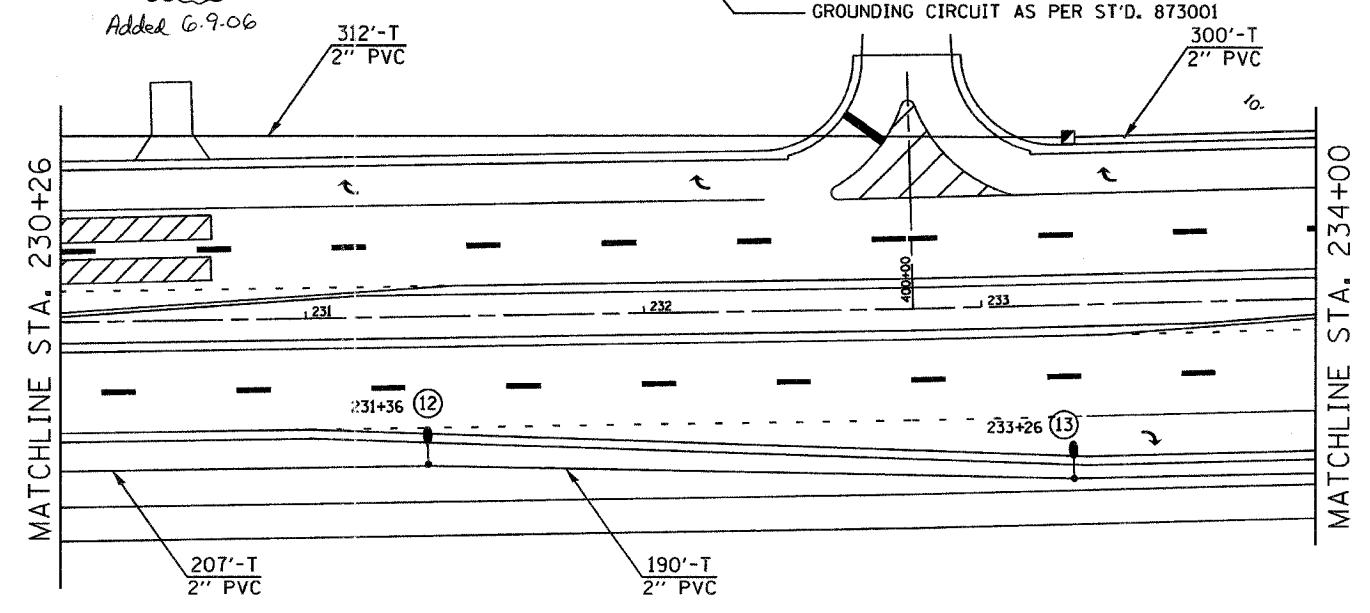 Added 6.9.06
GROUNDING CIRCUIT AS PER ST'D. 873001
312'-T
2" PVC
300'-T
2" PVC
10-
MATCHLINE STA. 230+26
MATCHLINE STA. 234+00
400+00
231
232
233
231+36 12
233+26 13
207'-T
2" PVC
190'-T
2" PVC